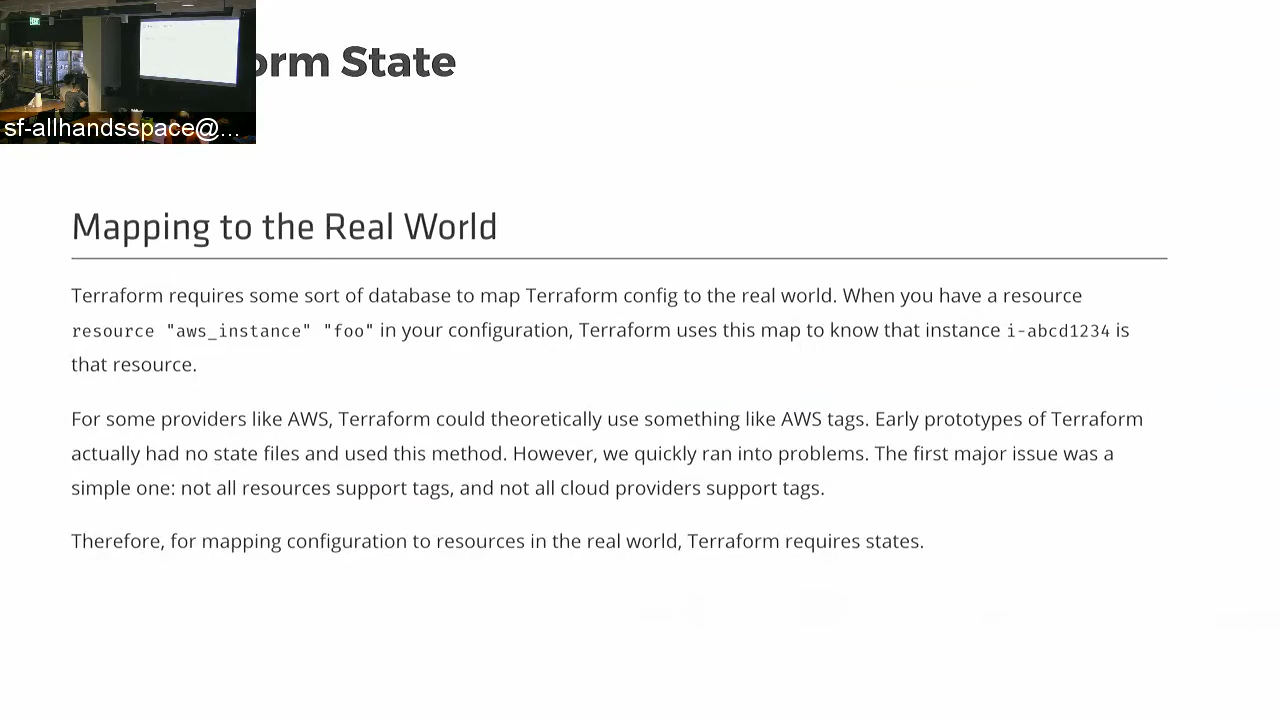 orm State
sf-allhandsspace@...
Mapping to the Real World
Terraform requires some sort of database to map Terraform config to the real world. When you have a resource
resource "aws_instance" "foo" in your configuration, Terraform uses this map to know that instance i-abcd1234 is
that resource.
For some providers like AWS, Terraform could theoretically use something like AWS tags. Early prototypes of Terraform
actually had no state files and used this method. However, we quickly ran into problems. The first major issue was a
simple one: not all resources support tags, and not all cloud providers support tags.
Therefore, for mapping configuration to resources in the real world, Terraform requires states.